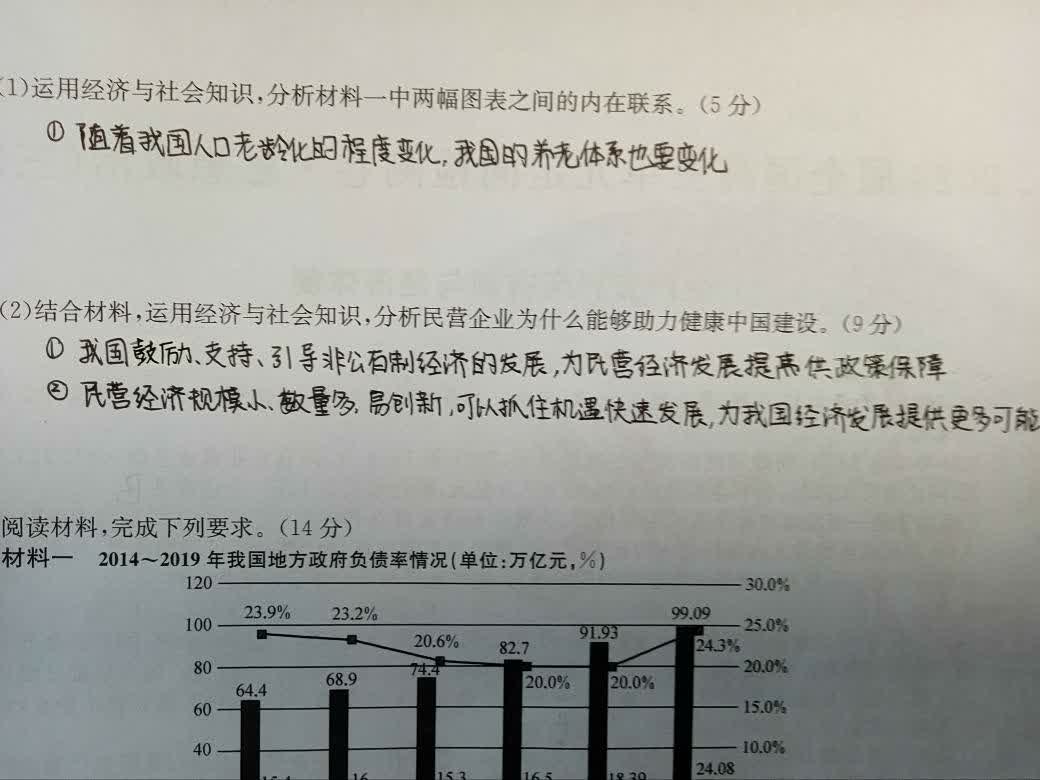 (1)运用经济与社会知识,分析材料一中两幅图表之间的内在联系。(5分)
① 随着我国人口老龄化的程度变化,我国的养老体系也要变化
(2)结合材料,运用经济与社会知识,分析民营企业为什么能够助力健康中国建设。(9分)
① 我国鼓励、支持、引导非公有制经济的发展,为民营经济发展提高供政策保障
② 民营经济规模小、数量多、易创新,可以抓住机遇快速发展,为我国经济发展提供更多可能
阅读材料,完成下列要求。(14分)
材料一 2014~2019年我国地方政府负债率情况(单位:万亿元,%)
120 30.0%
23.9% 23.2% 99.09
100 20.6% 82.7 91.93 25.0%
24.3%
80 74.4 20.0%
64.4 68.9 20.0% 20.0%
60 15.0%
40 10.0%
15.4 16 15.3 16.5 18.39 24.08